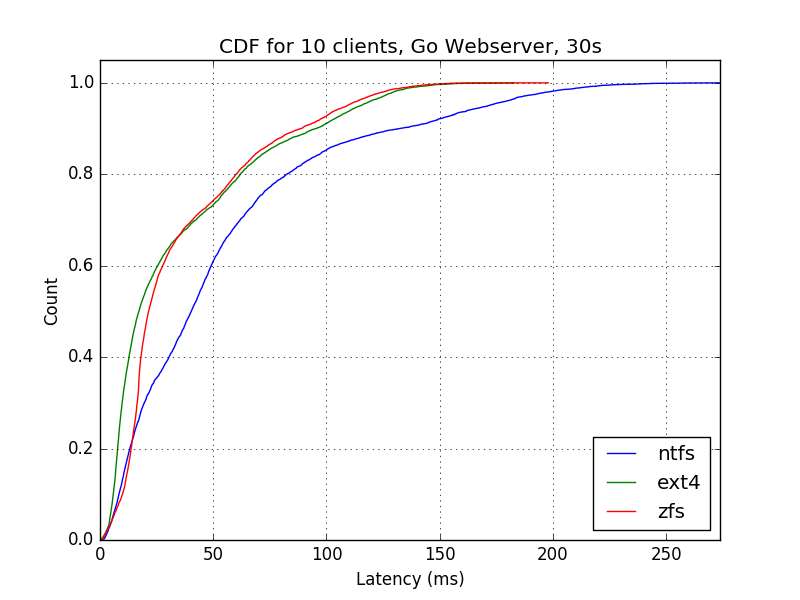 CDF for 10 clients, Go Webserver, 30s
1.0
0.8
0.6
0.4
0.2
0.0
Count
0 50 100 150 200 250
Latency (ms)
ntfs
ext4
zfs